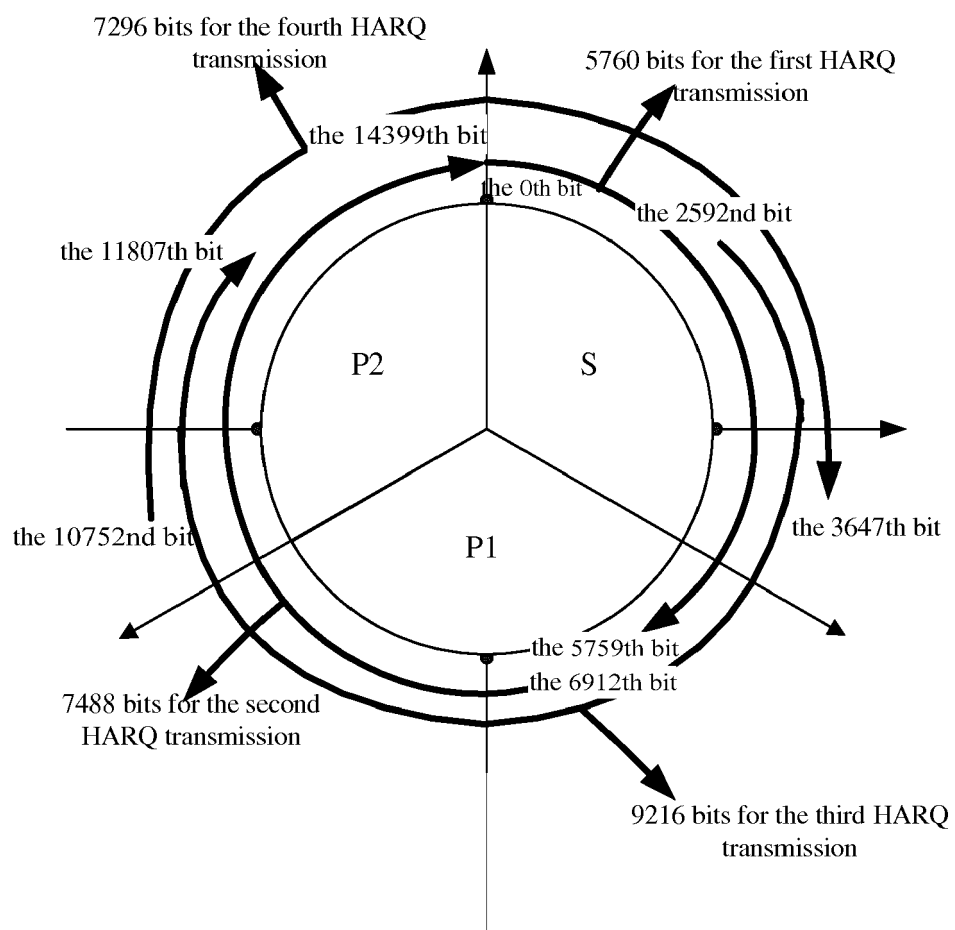 7296 bits for the fourth HARQ
transmission
5760 bits for the first HARQ
transmission
the 14399th bit
the 0th bit
the 2592nd bit
the 11807th bit
P2
S
the 10752nd bit
the 3647th bit
P1
the 5759th bit
the 6912th bit
7488 bits for the second
HARQ transmission
9216 bits for the third HARQ
transmission